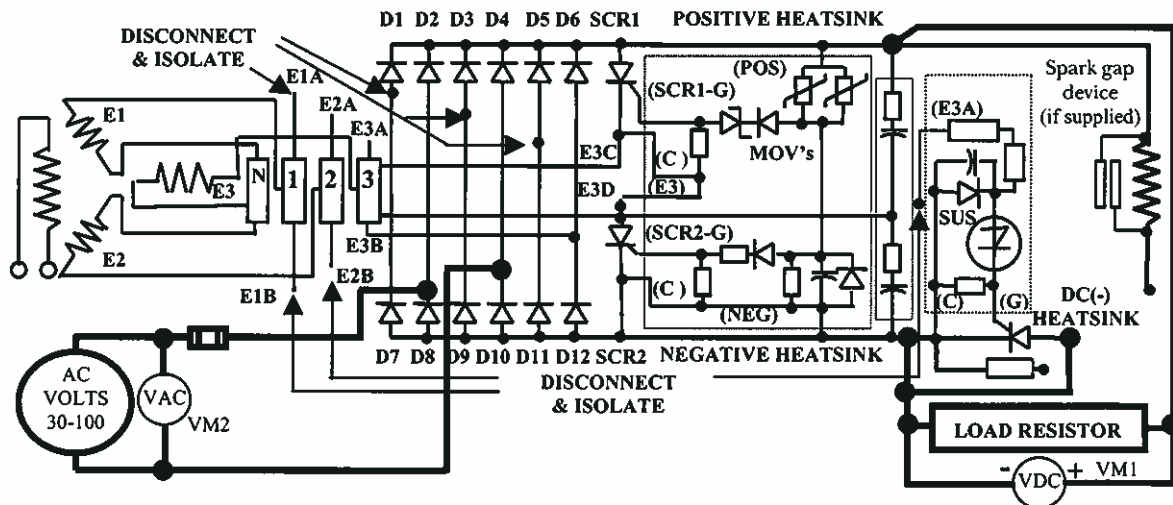 D1 D2 D3 D4 D5 D6 SCR1 POSITIVE HEATSINK
DISCONNECT
& ISOLATE
E1A
E2A
E3A
E1
E3
E2
N
1
2
3
E3B
E2B
E1B
E3C
E3D
(POS)
(SCR1-G)
MOV's
(C)
(E3)
(SCR2-G)
(C)
(NEG)
(E3A)
SUS
(C)
(G)
Spark gap
device
(if supplied)
DC(-)
HEATSINK
D7 D8 D9 D10 D11 D12 SCR2 NEGATIVE HEATSINK
DISCONNECT
& ISOLATE
AC
VOLTS
30-100
VAC
VM2
LOAD RESISTOR
- VDC + VM1